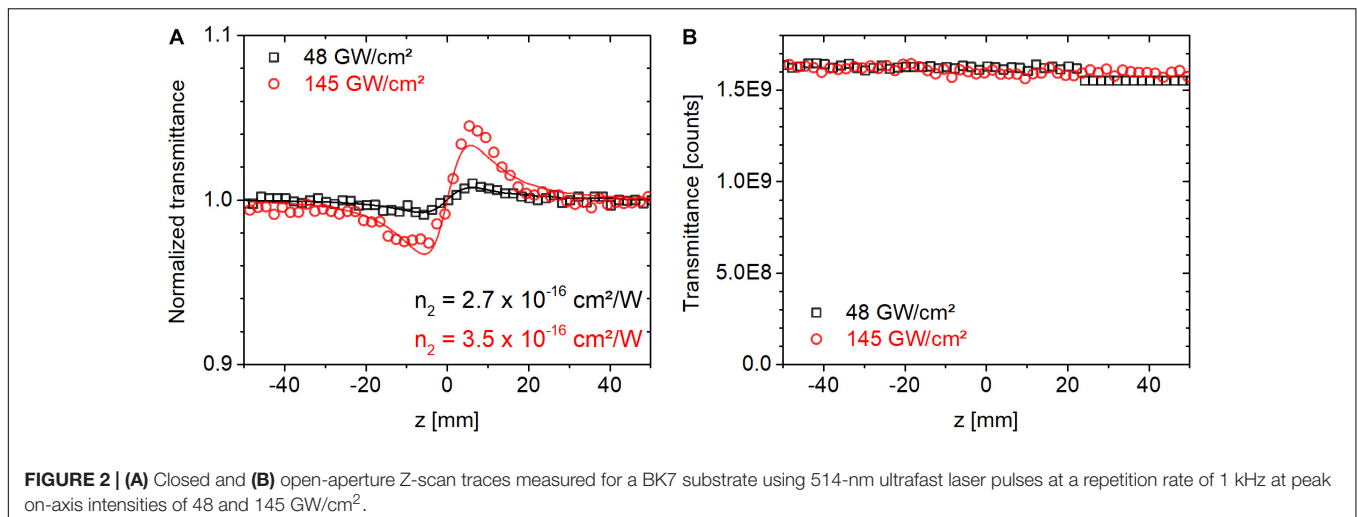 A
1.1
1.0
0.9
Normalized transmittance
48 GW/cm²
145 GW/cm²
n₂ = 2.7 x 10⁻¹⁶ cm²/W
n₂ = 3.5 x 10⁻¹⁶ cm²/W
-40 -20 0 20 40
z [mm]
B
1.5E9
1.0E9
5.0E8
0.0
Transmittance [counts]
48 GW/cm²
145 GW/cm²
-40 -20 0 20 40
z [mm]
FIGURE 2 | (A) Closed and (B) open-aperture Z-scan traces measured for a BK7 substrate using 514-nm ultrafast laser pulses at a repetition rate of 1 kHz at peak
on-axis intensities of 48 and 145 GW/cm².